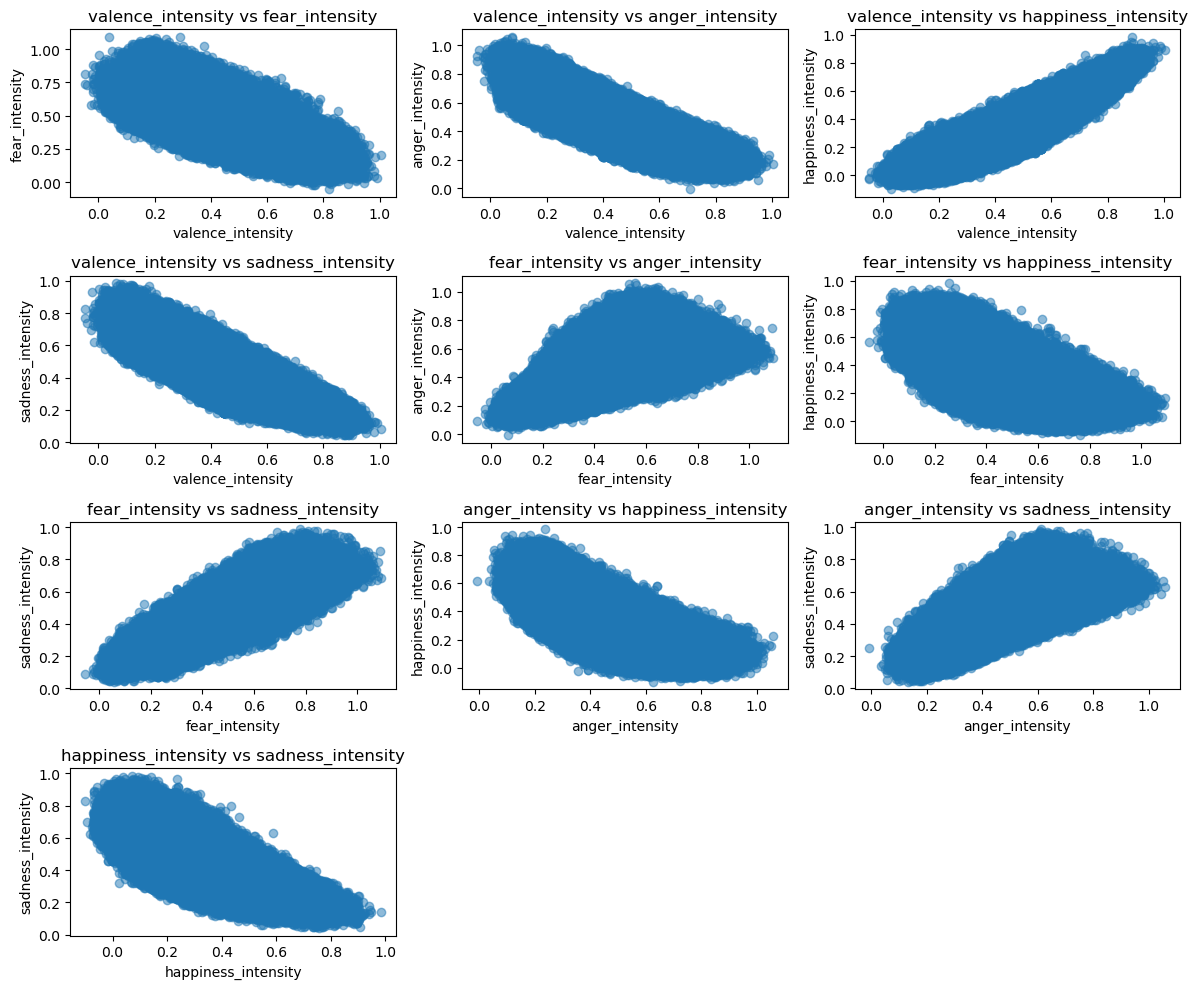 valence_intensity vs fear_intensity
fear_intensity
1.00
0.75
0.50
0.25
0.00
0.0 0.2 0.4 0.6 0.8 1.0
valence_intensity
valence_intensity vs anger_intensity
anger_intensity
1.0
0.8
0.6
0.4
0.2
0.0
0.0 0.2 0.4 0.6 0.8 1.0
valence_intensity
valence_intensity vs happiness_intensity
happiness_intensity
1.0
0.8
0.6
0.4
0.2
0.0
0.0 0.2 0.4 0.6 0.8 1.0
valence_intensity
valence_intensity vs sadness_intensity
sadness_intensity
1.0
0.8
0.6
0.4
0.2
0.0
0.0 0.2 0.4 0.6 0.8 1.0
valence_intensity
fear_intensity vs anger_intensity
anger_intensity
1.0
0.8
0.6
0.4
0.2
0.0
0.0 0.2 0.4 0.6 0.8 1.0
fear_intensity
fear_intensity vs happiness_intensity
happiness_intensity
1.0
0.8
0.6
0.4
0.2
0.0
0.0 0.2 0.4 0.6 0.8 1.0
fear_intensity
fear_intensity vs sadness_intensity
sadness_intensity
1.0
0.8
0.6
0.4
0.2
0.0
0.0 0.2 0.4 0.6 0.8 1.0
fear_intensity
anger_intensity vs happiness_intensity
happiness_intensity
1.0
0.8
0.6
0.4
0.2
0.0
0.0 0.2 0.4 0.6 0.8 1.0
anger_intensity
anger_intensity vs sadness_intensity
sadness_intensity
1.0
0.8
0.6
0.4
0.2
0.0
0.0 0.2 0.4 0.6 0.8 1.0
anger_intensity
happiness_intensity vs sadness_intensity
sadness_intensity
1.0
0.8
0.6
0.4
0.2
0.0
0.0 0.2 0.4 0.6 0.8 1.0
happiness_intensity